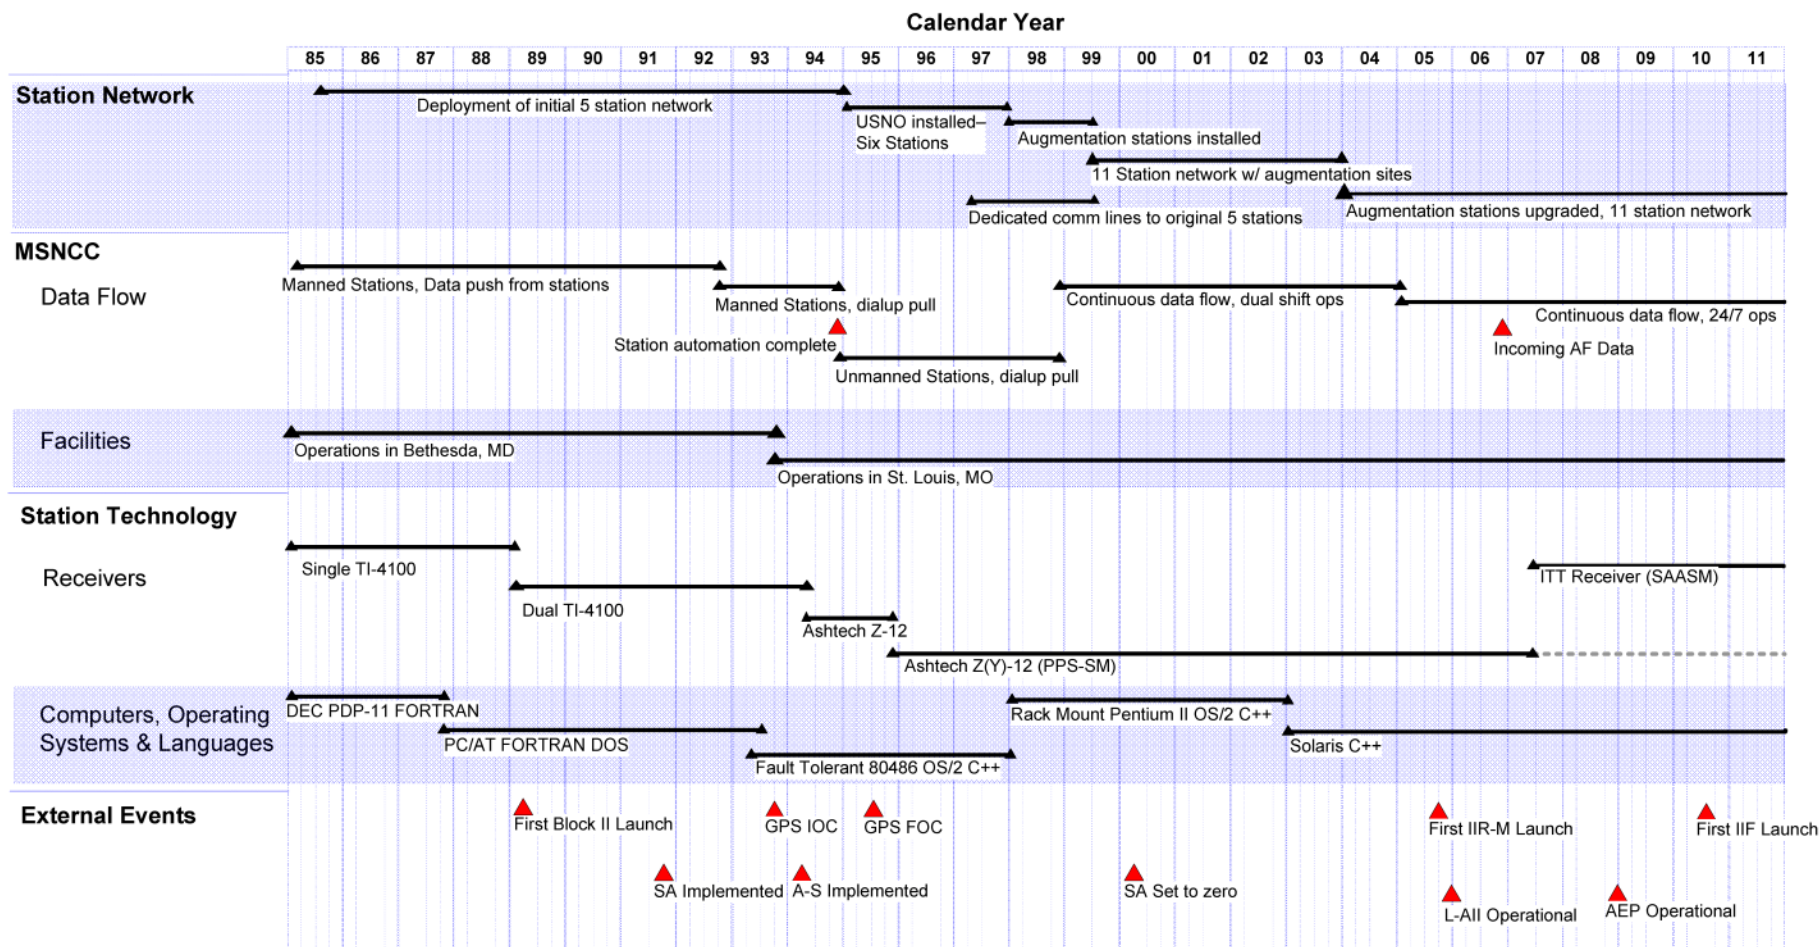 Calendar Year
85 86 87 88 89 90 91 92 93 94 95 96 97 98 99 00 01 02 03 04 05 06 07 08 09 10 11
Station Network
Deployment of initial 5 station network
USNO installed–
Six Stations
Augmentation stations installed
11 Station network w/ augmentation sites
Dedicated comm lines to original 5 stations
Augmentation stations upgraded, 11 station network
MSNCC
Data Flow
Manned Stations, Data push from stations
Manned Stations, dialup pull
Station automation complete
Unmanned Stations, dialup pull
Continuous data flow, dual shift ops
Continuous data flow, 24/7 ops
Incoming AF Data
Facilities
Operations in Bethesda, MD
Operations in St. Louis, MO
Station Technology
Receivers
Single TI-4100
Dual TI-4100
Ashtech Z-12
Ashtech Z(Y)-12 (PPS-SM)
ITT Receiver (SAASM)
Computers, Operating
Systems & Languages
DEC PDP-11 FORTRAN
PC/AT FORTRAN DOS
Fault Tolerant 80486 OS/2 C++
Rack Mount Pentium II OS/2 C++
Solaris C++
External Events
First Block II Launch
GPS IOC
GPS FOC
First IIR-M Launch
First IIF Launch
SA Implemented
A-S Implemented
SA Set to zero
L-AII Operational
AEP Operational